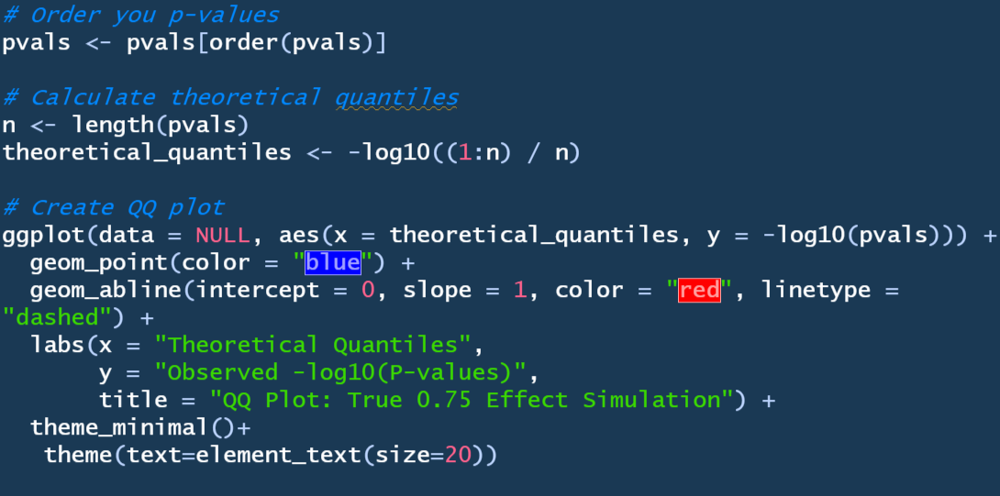 # Order you p-values
pvals <- pvals[order(pvals)]
# Calculate theoretical quantiles
n <- length(pvals)
theoretical_quantiles <- -log10((1:n) / n)
# Create QQ plot
ggplot(data = NULL, aes(x = theoretical_quantiles, y = -log10(pvals))) +
  geom_point(color = "blue") +
  geom_abline(intercept = 0, slope = 1, color = "red", linetype =
"dashed") +
  labs(x = "Theoretical Quantiles",
       y = "Observed -log10(P-values)",
       title = "QQ Plot: True 0.75 Effect Simulation") +
  theme_minimal()+
   theme(text=element_text(size=20))